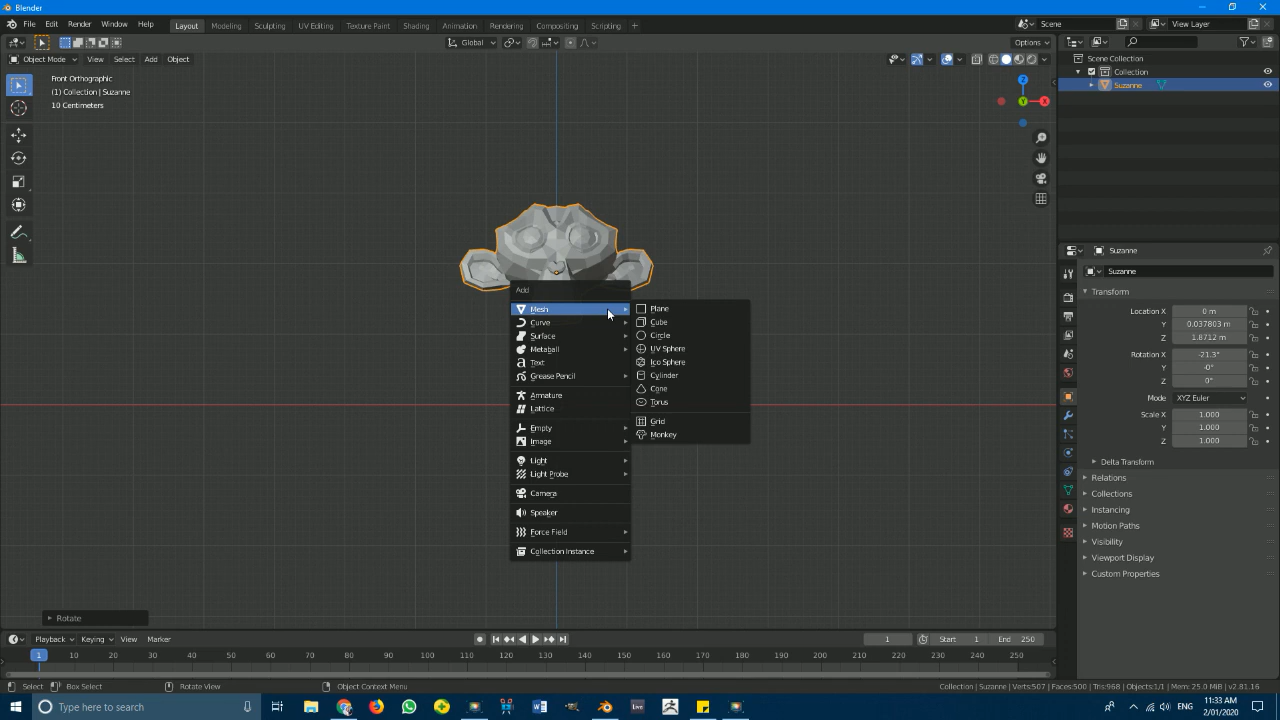 Blender
File Edit Render Window Help Layout Modeling Sculpting UV Editing Texture Paint Shading Animation Rendering Compositing Scripting + Scene View Layer
Global Options
Object Mode View Select Add Object
Front Orthographic
(1) Collection | Suzanne
10 Centimeters
Z
Y
X
Add
Mesh
Curve
Surface
Metaball
Text
Grease Pencil
Armature
Lattice
Empty
Image
Light
Light Probe
Camera
Speaker
Force Field
Collection Instance
Plane
Cube
Circle
UV Sphere
Ico Sphere
Cylinder
Cone
Torus
Grid
Monkey
Scene Collection
Collection
Suzanne
Suzanne
Suzanne
Transform
Location X 0 m
Y 0.037803 m
Z 1.8712 m
Rotation X -21.3°
Y -0°
Z 0°
Mode XYZ Euler
Scale X 1.000
Y 1.000
Z 1.000
Delta Transform
Relations
Collections
Instancing
Motion Paths
Visibility
Viewport Display
Custom Properties
Rotate
Playback Keying View Marker 1 Start 1 End 250
1 10 20 30 40 50 60 70 80 90 100 110 120 130 140 150 160 170 180 190 200 210 220 230 240 250
Select Box Select Rotate View Object Context Menu Collection | Suzanne | Verts:507 | Faces:500 | Tris:968 | Objects:1/1 | Mem: 25.0 MiB | v2.81.16
Type here to search Live 11:33 AM
2/01/2020